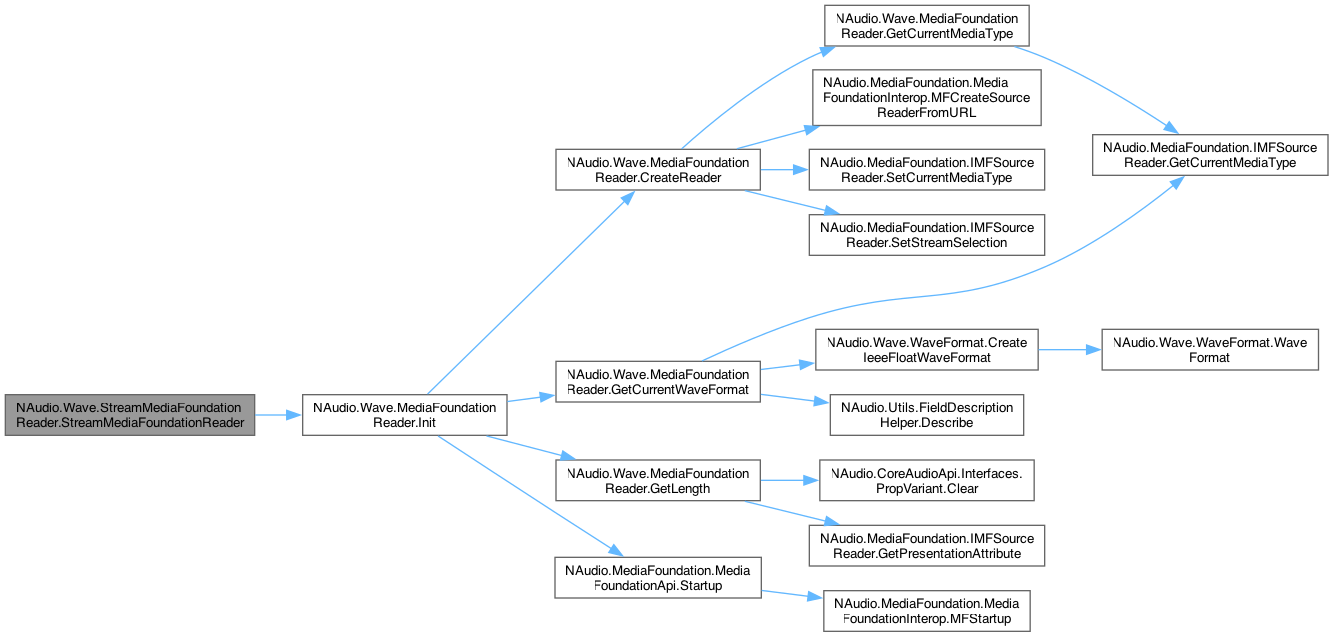 NAudio.Wave.StreamMediaFoundation
Reader.StreamMediaFoundationReader
NAudio.Wave.MediaFoundation
Reader.Init
NAudio.Wave.MediaFoundation
Reader.CreateReader
NAudio.Wave.MediaFoundation
Reader.GetCurrentMediaType
NAudio.MediaFoundation.Media
FoundationInterop.MFCreateSource
ReaderFromURL
NAudio.MediaFoundation.IMFSource
Reader.SetCurrentMediaType
NAudio.MediaFoundation.IMFSource
Reader.SetStreamSelection
NAudio.MediaFoundation.IMFSource
Reader.GetCurrentMediaType
NAudio.Wave.MediaFoundation
Reader.GetCurrentWaveFormat
NAudio.Wave.WaveFormat.Create
IeeeFloatWaveFormat
NAudio.Wave.WaveFormat.Wave
Format
NAudio.Utils.FieldDescription
Helper.Describe
NAudio.Wave.MediaFoundation
Reader.GetLength
NAudio.CoreAudioApi.Interfaces.
PropVariant.Clear
NAudio.MediaFoundation.IMFSource
Reader.GetPresentationAttribute
NAudio.MediaFoundation.Media
FoundationApi.Startup
NAudio.MediaFoundation.Media
FoundationInterop.MFStartup